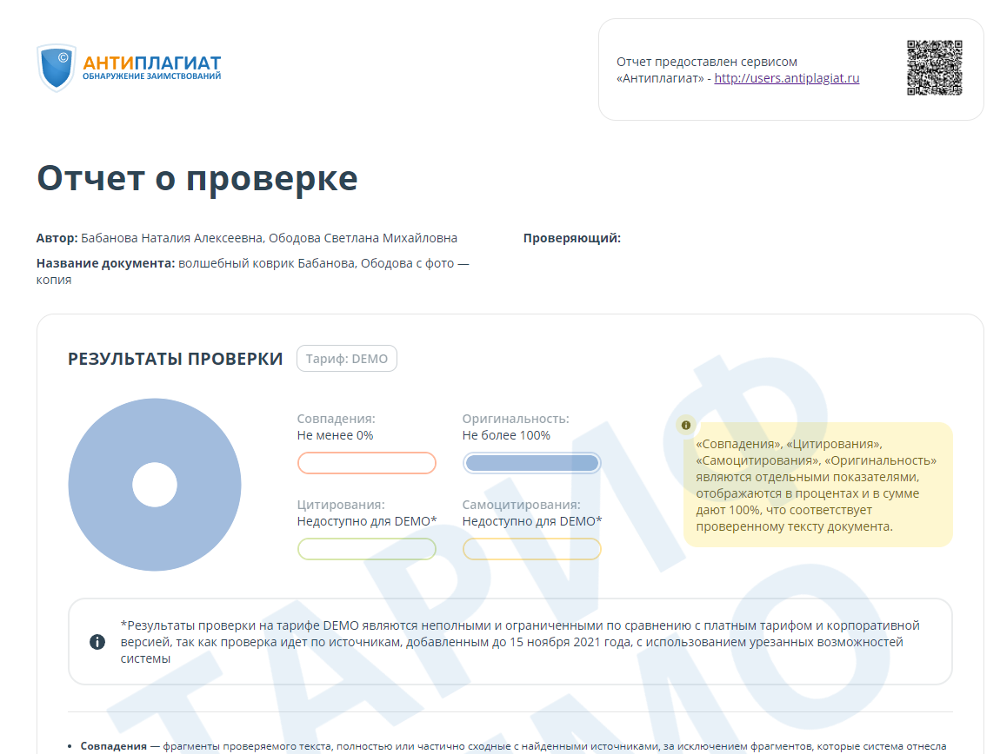 ©
АНТИПЛАГИАТ
ОБНАРУЖЕНИЕ ЗАИМСТВОВАНИЙ
Отчет предоставлен сервисом
«Антиплагиат» - http://users.antiplagiat.ru
Отчет о проверке
Автор: Бабанова Наталия Алексеевна, Ободова Светлана Михайловна
Проверяющий:
Название документа: волшебный коврик Бабанова, Ободова с фото —
копия
РЕЗУЛЬТАТЫ ПРОВЕРКИ
Тариф: DEMO
Совпадения:
Не менее 0%
Оригинальность:
Не более 100%
Цитирования:
Недоступно для DEMO*
Самоцитирования:
Недоступно для DEMO*
«Совпадения», «Цитирования»,
«Самоцитирования», «Оригинальность»
являются отдельными показателями,
отображаются в процентах и в сумме
дают 100%, что соответствует
проверенному тексту документа.
*Результаты проверки на тарифе DEMO являются неполными и ограниченными по сравнению с платным тарифом и корпоративной
версией, так как проверка идет по источникам, добавленным до 15 ноября 2021 года, с использованием урезанных возможностей
системы
• Совпадения — фрагменты проверяемого текста, полностью или частично сходные с найденными источниками, за исключением фрагментов, которые система отнесла
ТАРИФ
МО